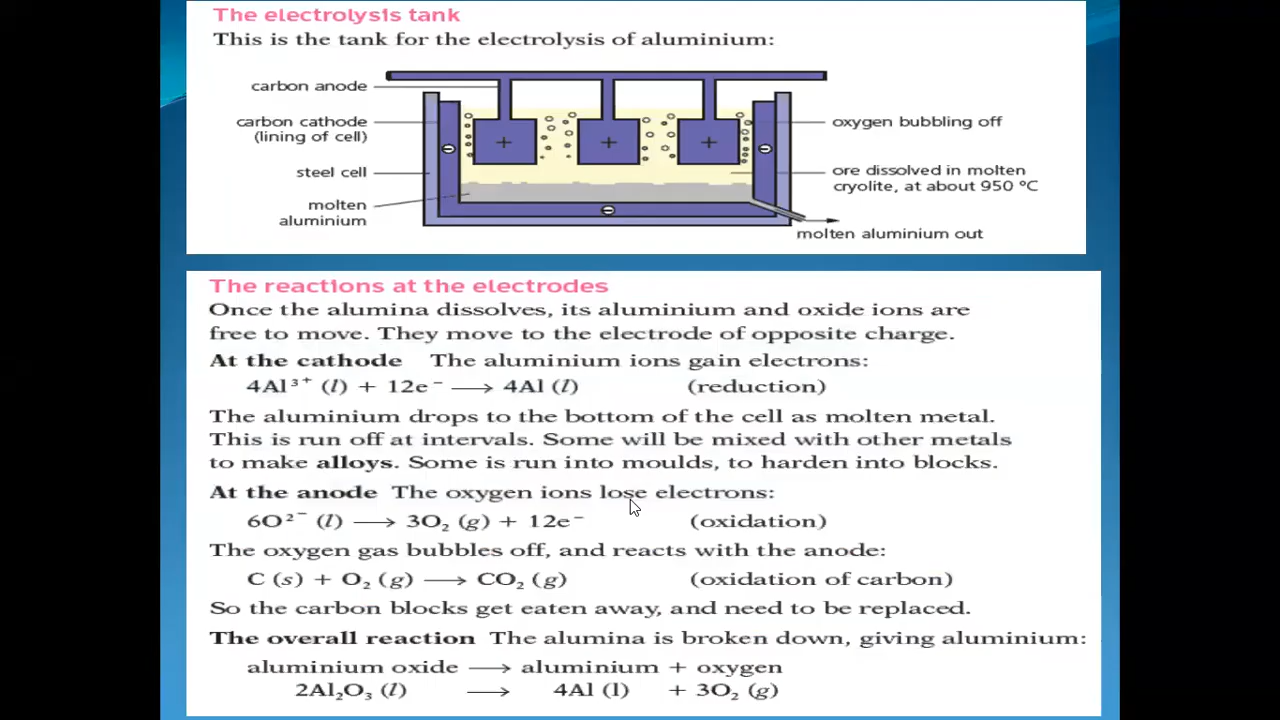 The electrolysis tank
This is the tank for the electrolysis of aluminium:
carbon anode
carbon cathode
(lining of cell)
steel cell
molten
aluminium
+ + +
oxygen bubbling off
ore dissolved in molten
cryolite, at about 950 °C
molten aluminium out
The reactions at the electrodes
Once the alumina dissolves, its aluminium and oxide ions are
free to move. They move to the electrode of opposite charge.
At the cathode The aluminium ions gain electrons:
4Al³⁺ (l) + 12e⁻ ⟶ 4Al (l) (reduction)
The aluminium drops to the bottom of the cell as molten metal.
This is run off at intervals. Some will be mixed with other metals
to make alloys. Some is run into moulds, to harden into blocks.
At the anode The oxygen ions lose electrons:
6O²⁻ (l) ⟶ 3O₂ (g) + 12e⁻ (oxidation)
The oxygen gas bubbles off, and reacts with the anode:
C (s) + O₂ (g) ⟶ CO₂ (g) (oxidation of carbon)
So the carbon blocks get eaten away, and need to be replaced.
The overall reaction The alumina is broken down, giving aluminium:
aluminium oxide ⟶ aluminium + oxygen
2Al₂O₃ (l) ⟶ 4Al (l) + 3O₂ (g)